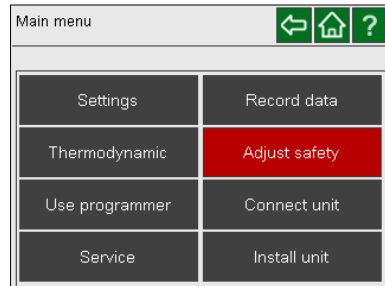 Main menu
?
Settings
Record data
Thermodynamic
Adjust safety
Use programmer
Connect unit
Service
Install unit